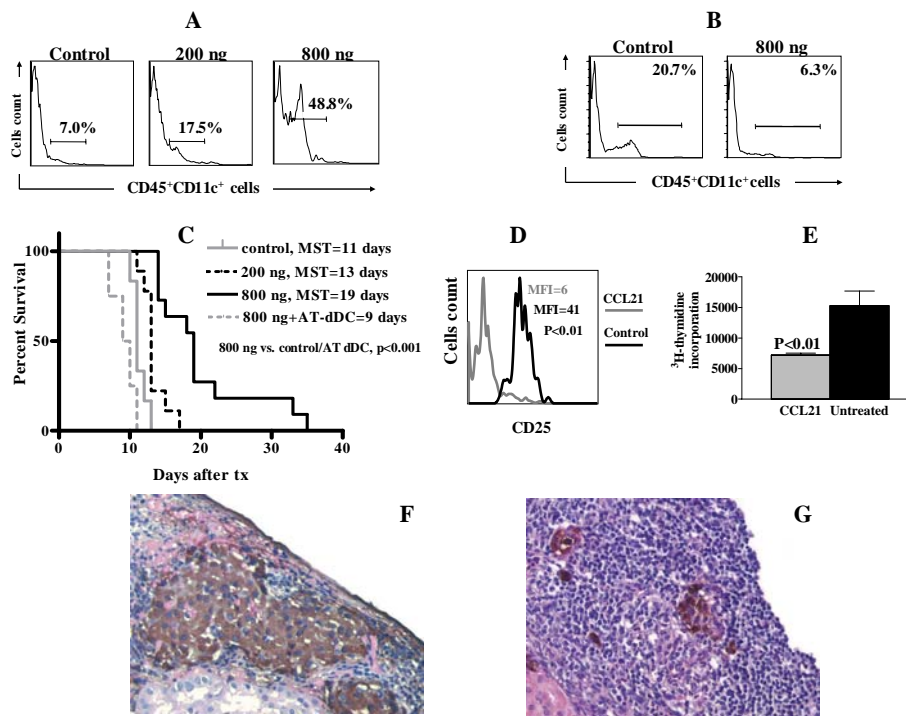 A
Control
200 ng
800 ng
Cells count
7.0%
17.5%
48.8%
CD45+CD11c+ cells
B
Control
800 ng
Cells count
20.7%
6.3%
CD45+CD11c+cells
C
Percent Survival
100
50
0
0 10 20 30 40
Days after tx
control, MST=11 days
200 ng, MST=13 days
800 ng, MST=19 days
800 ng+AT-dDC=9 days
800 ng vs. control/AT dDC, p<0.001
D
Cells count
MFI=6
MFI=41
P<0.01
CCL21
Control
CD25
E
3H-thymidine
incorporation
20000
15000
10000
5000
0
P<0.01
CCL21 Untreated
F
G